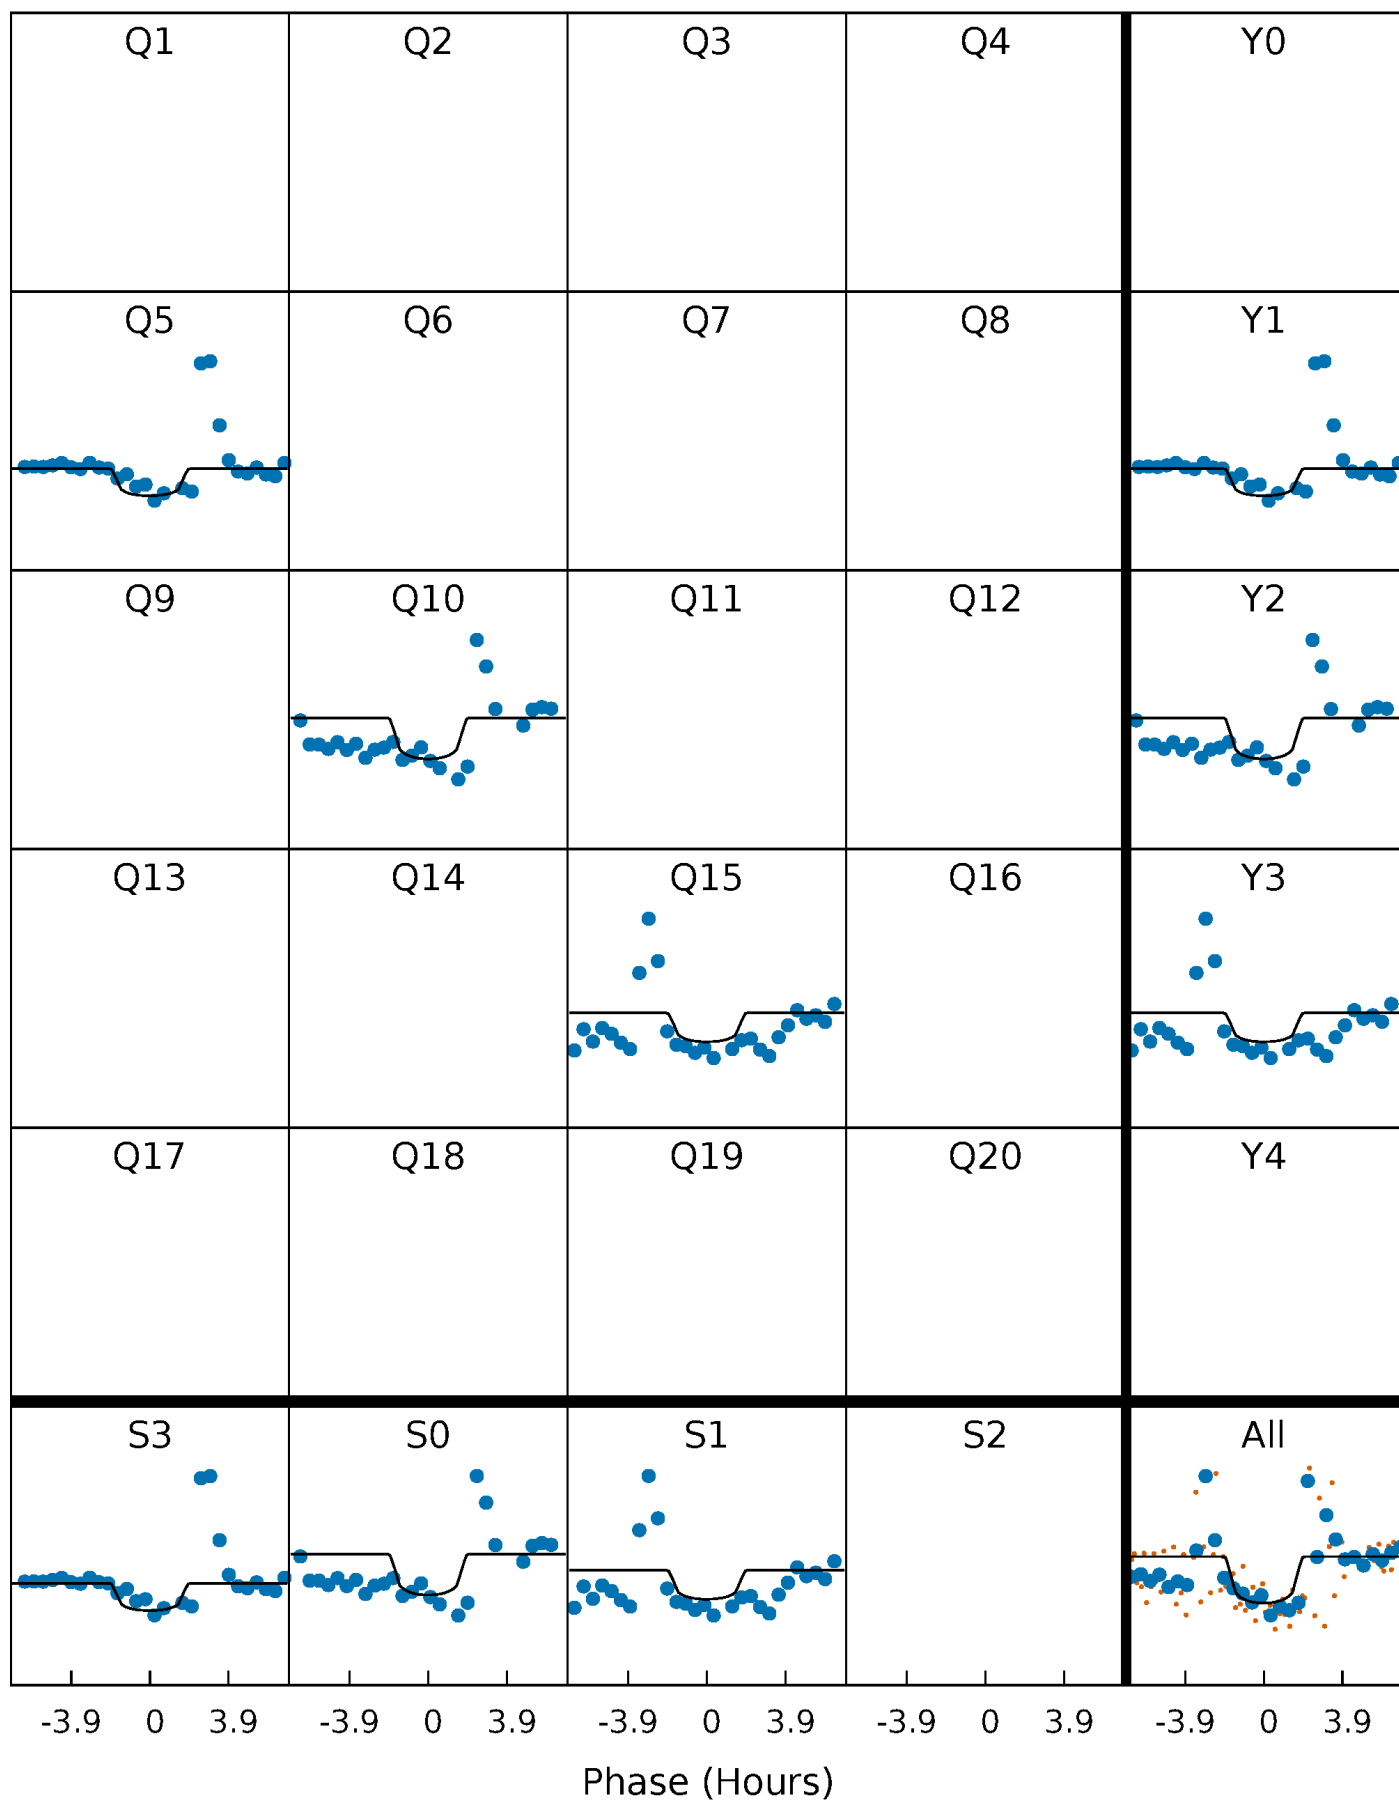 Q1 Q2 Q3 Q4 Y0
Q5 Q6 Q7 Q8 Y1
Q9 Q10 Q11 Q12 Y2
Q13 Q14 Q15 Q16 Y3
Q17 Q18 Q19 Q20 Y4
S3 S0 S1 S2 All
-3.9 0 3.9 -3.9 0 3.9 -3.9 0 3.9 -3.9 0 3.9 -3.9 0 3.9
Phase (Hours)